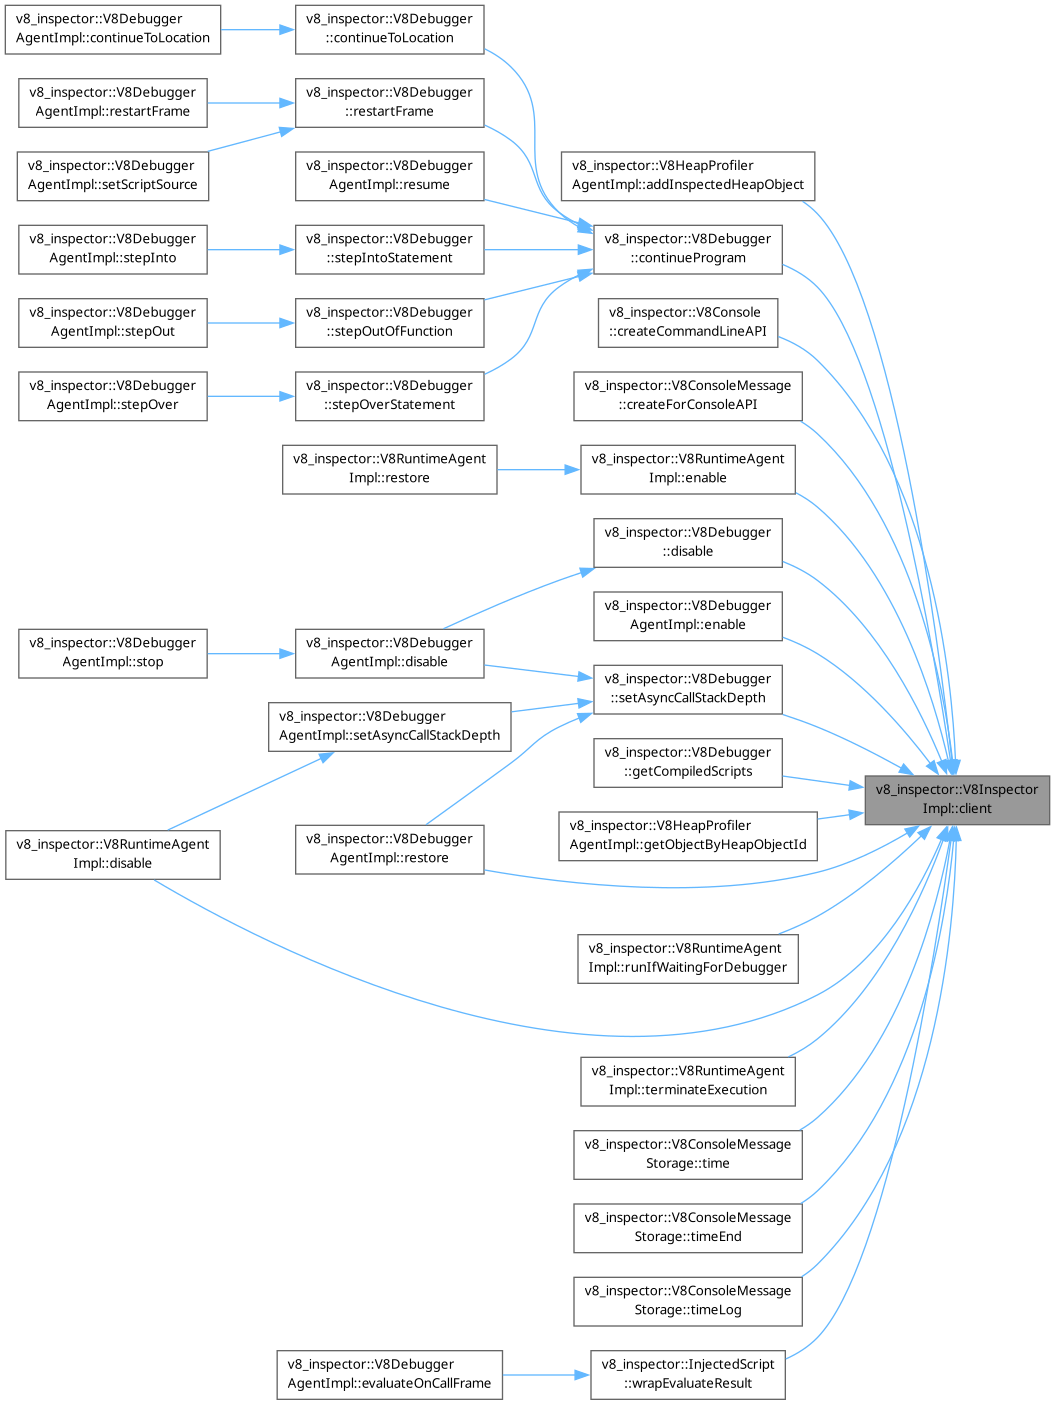 v8_inspector::V8Debugger
AgentImpl::continueToLocation
v8_inspector::V8Debugger
::continueToLocation
v8_inspector::V8Debugger
AgentImpl::restartFrame
v8_inspector::V8Debugger
::restartFrame
v8_inspector::V8Debugger
AgentImpl::setScriptSource
v8_inspector::V8Debugger
AgentImpl::resume
v8_inspector::V8HeapProfiler
AgentImpl::addInspectedHeapObject
v8_inspector::V8Debugger
AgentImpl::stepInto
v8_inspector::V8Debugger
::stepIntoStatement
v8_inspector::V8Debugger
::continueProgram
v8_inspector::V8Debugger
AgentImpl::stepOut
v8_inspector::V8Debugger
::stepOutOfFunction
v8_inspector::V8Console
::createCommandLineAPI
v8_inspector::V8Debugger
AgentImpl::stepOver
v8_inspector::V8Debugger
::stepOverStatement
v8_inspector::V8ConsoleMessage
::createForConsoleAPI
v8_inspector::V8RuntimeAgent
Impl::restore
v8_inspector::V8RuntimeAgent
Impl::enable
v8_inspector::V8Debugger
::disable
v8_inspector::V8Debugger
AgentImpl::enable
v8_inspector::V8Debugger
AgentImpl::stop
v8_inspector::V8Debugger
AgentImpl::disable
v8_inspector::V8Debugger
::setAsyncCallStackDepth
v8_inspector::V8Debugger
AgentImpl::setAsyncCallStackDepth
v8_inspector::V8Debugger
::getCompiledScripts
v8_inspector::V8Inspector
Impl::client
v8_inspector::V8RuntimeAgent
Impl::disable
v8_inspector::V8Debugger
AgentImpl::restore
v8_inspector::V8HeapProfiler
AgentImpl::getObjectByHeapObjectId
v8_inspector::V8RuntimeAgent
Impl::runIfWaitingForDebugger
v8_inspector::V8RuntimeAgent
Impl::terminateExecution
v8_inspector::V8ConsoleMessage
Storage::time
v8_inspector::V8ConsoleMessage
Storage::timeEnd
v8_inspector::V8ConsoleMessage
Storage::timeLog
v8_inspector::V8Debugger
AgentImpl::evaluateOnCallFrame
v8_inspector::InjectedScript
::wrapEvaluateResult